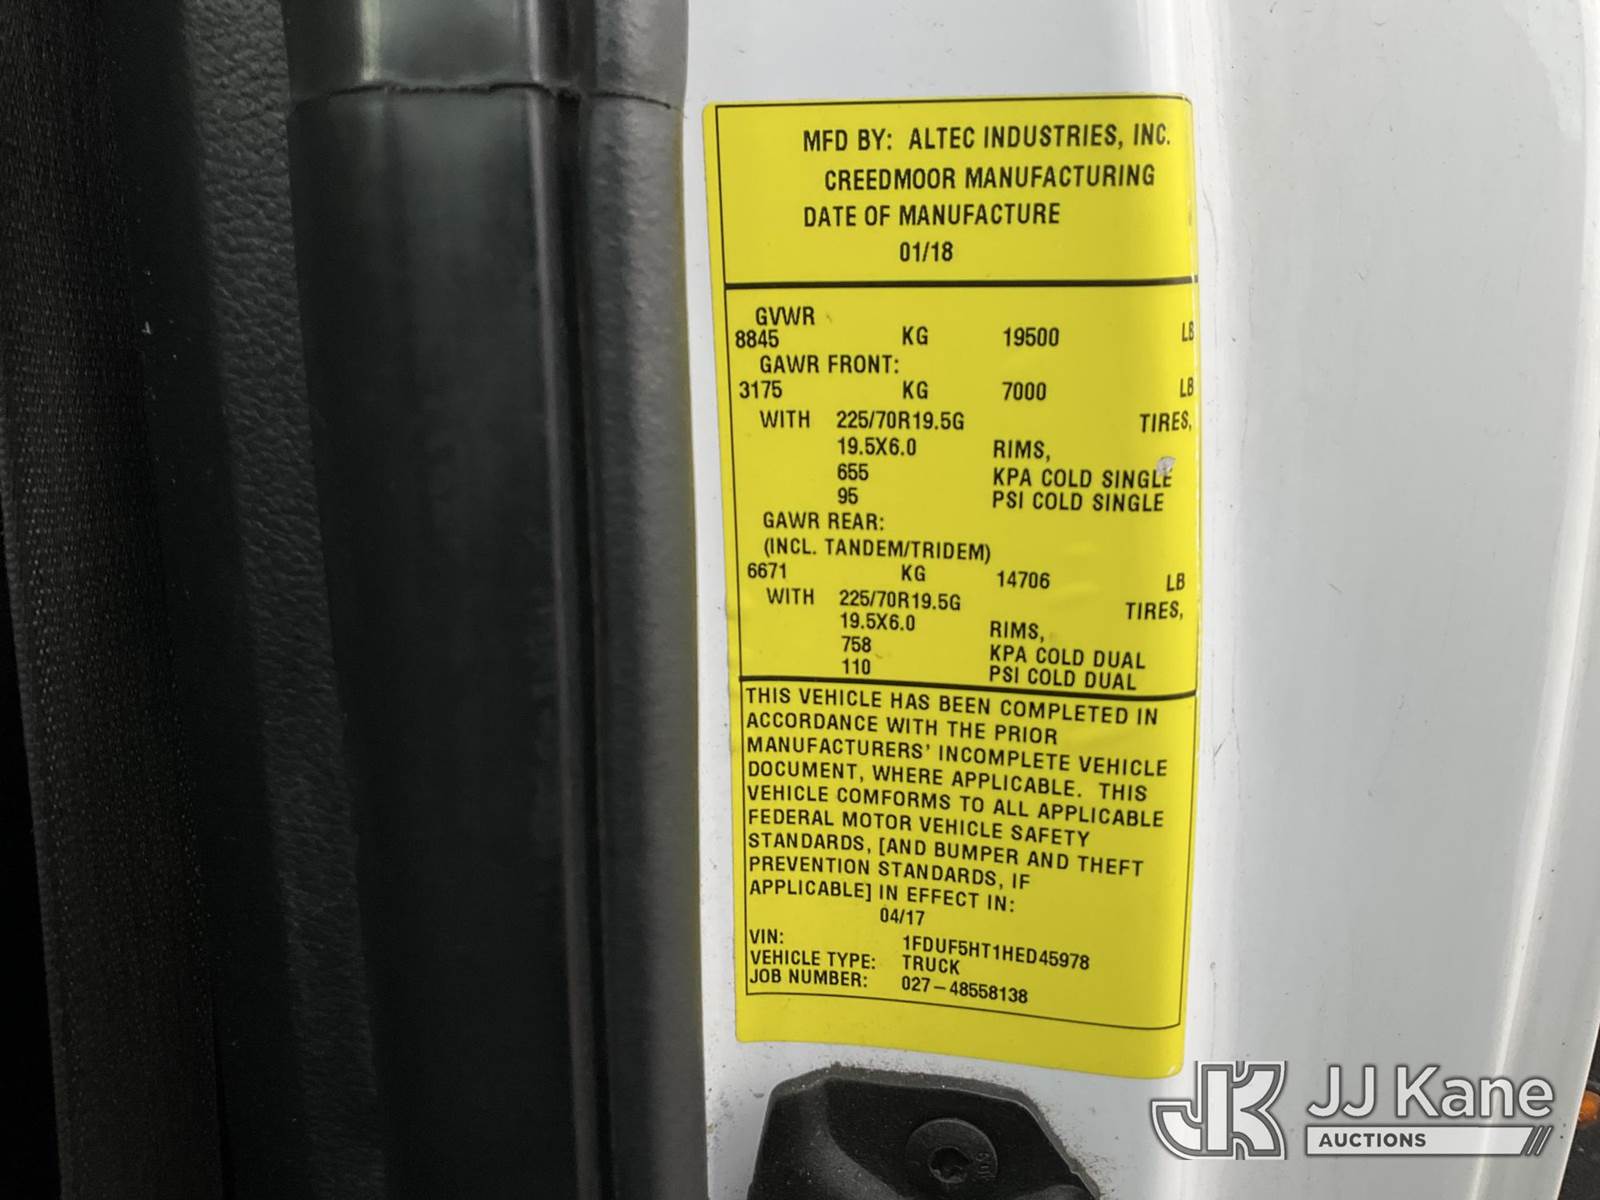 MFD BY: ALTEC INDUSTRIES, INC.
CREEDMOOR MANUFACTURING
DATE OF MANUFACTURE
01/18
GVWR
8845 KG 19500 LB
GAWR FRONT:
3175 KG 7000 LB
WITH 225/70R19.5G TIRES,
19.5X6.0 RIMS,
655 KPA COLD SINGLE
95 PSI COLD SINGLE
GAWR REAR:
(INCL. TANDEM/TRIDEM)
6671 KG 14706 LB
WITH 225/70R19.5G TIRES,
19.5X6.0 RIMS,
758 KPA COLD DUAL
110 PSI COLD DUAL
THIS VEHICLE HAS BEEN COMPLETED IN
ACCORDANCE WITH THE PRIOR
MANUFACTURERS' INCOMPLETE VEHICLE
DOCUMENT, WHERE APPLICABLE. THIS
VEHICLE COMFORMS TO ALL APPLICABLE
FEDERAL MOTOR VEHICLE SAFETY
STANDARDS, [AND BUMPER AND THEFT
PREVENTION STANDARDS, IF
APPLICABLE] IN EFFECT IN:
04/17
VIN: 1FDUF5HT1HED45978
VEHICLE TYPE: TRUCK
JOB NUMBER: 027-48558138
JK JJ Kane
AUCTIONS